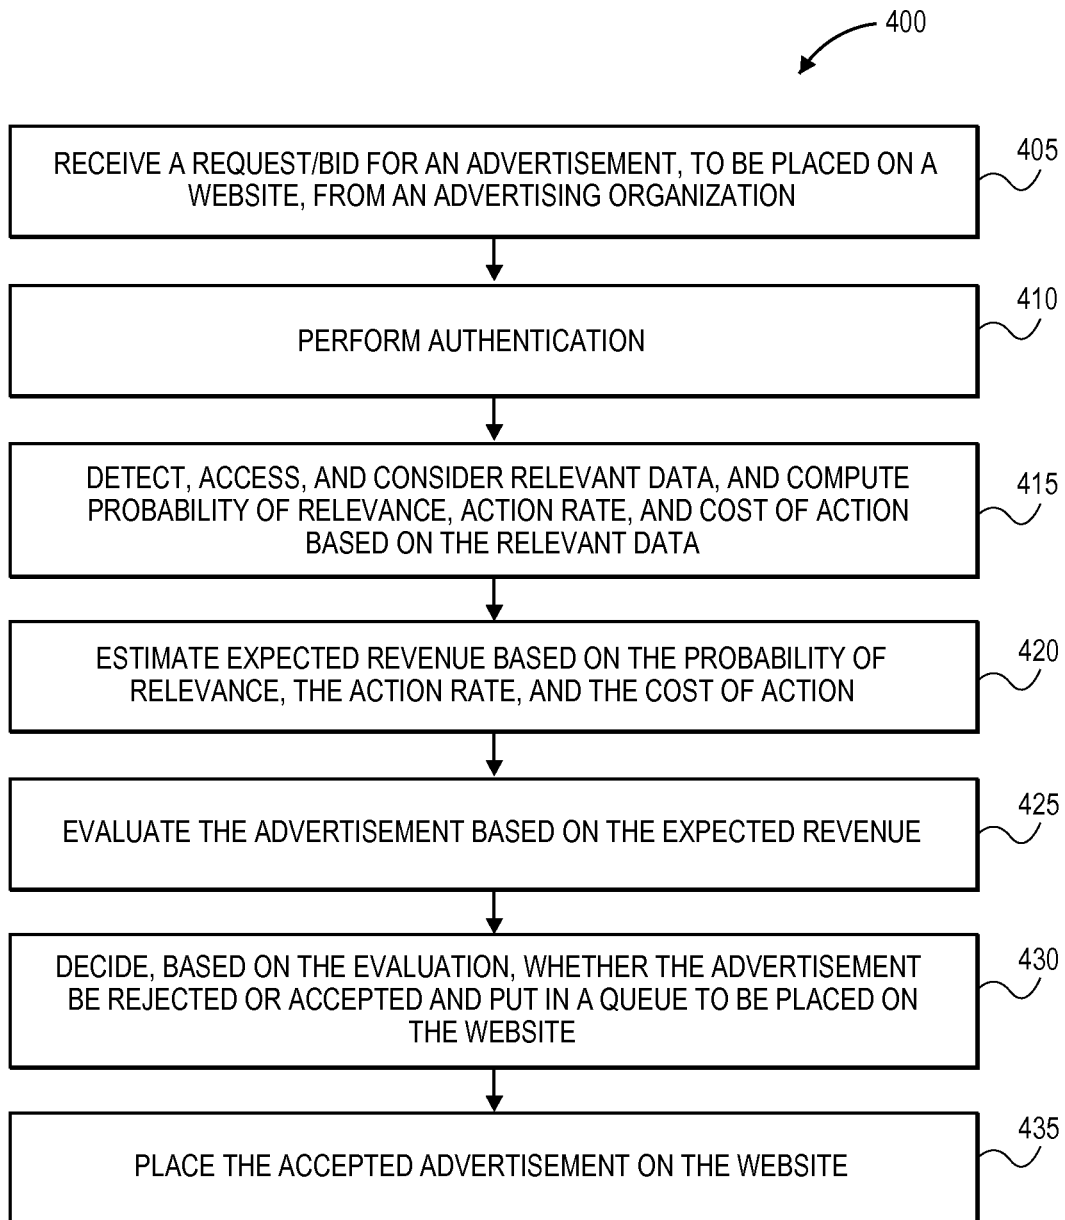 400
RECEIVE A REQUEST/BID FOR AN ADVERTISEMENT, TO BE PLACED ON A
WEBSITE, FROM AN ADVERTISING ORGANIZATION
405
PERFORM AUTHENTICATION
410
DETECT, ACCESS, AND CONSIDER RELEVANT DATA, AND COMPUTE
PROBABILITY OF RELEVANCE, ACTION RATE, AND COST OF ACTION
BASED ON THE RELEVANT DATA
415
ESTIMATE EXPECTED REVENUE BASED ON THE PROBABILITY OF
RELEVANCE, THE ACTION RATE, AND THE COST OF ACTION
420
EVALUATE THE ADVERTISEMENT BASED ON THE EXPECTED REVENUE
425
DECIDE, BASED ON THE EVALUATION, WHETHER THE ADVERTISEMENT
BE REJECTED OR ACCEPTED AND PUT IN A QUEUE TO BE PLACED ON
THE WEBSITE
430
PLACE THE ACCEPTED ADVERTISEMENT ON THE WEBSITE
435